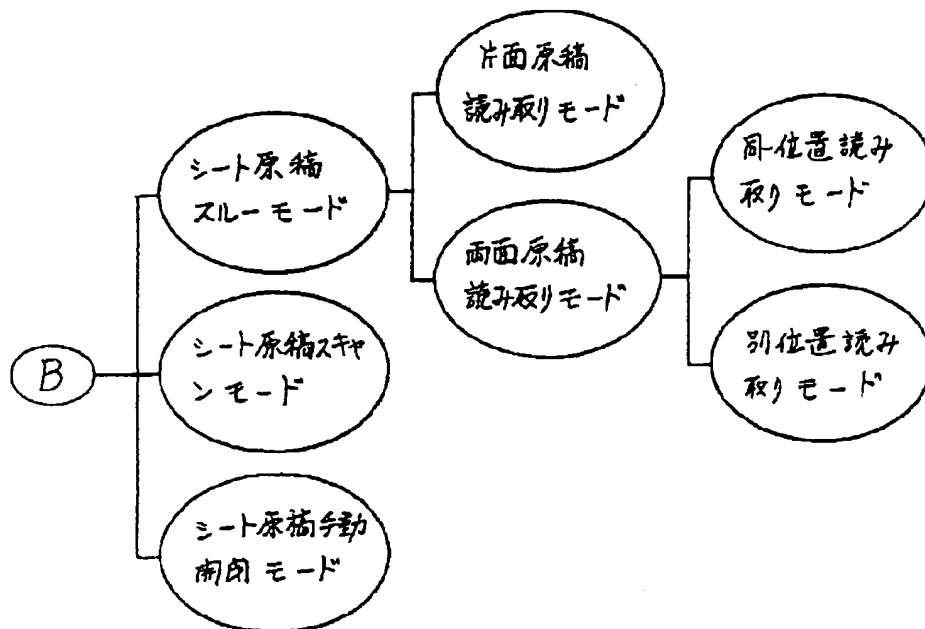 片面原稿
読み取りモード
シート原稿
スルーモード
同位置読み
取りモード
両面原稿
読み取りモード
B
シート原稿スキャ
ンモード
別位置読み
取りモード
シート原稿手動
開閉モード